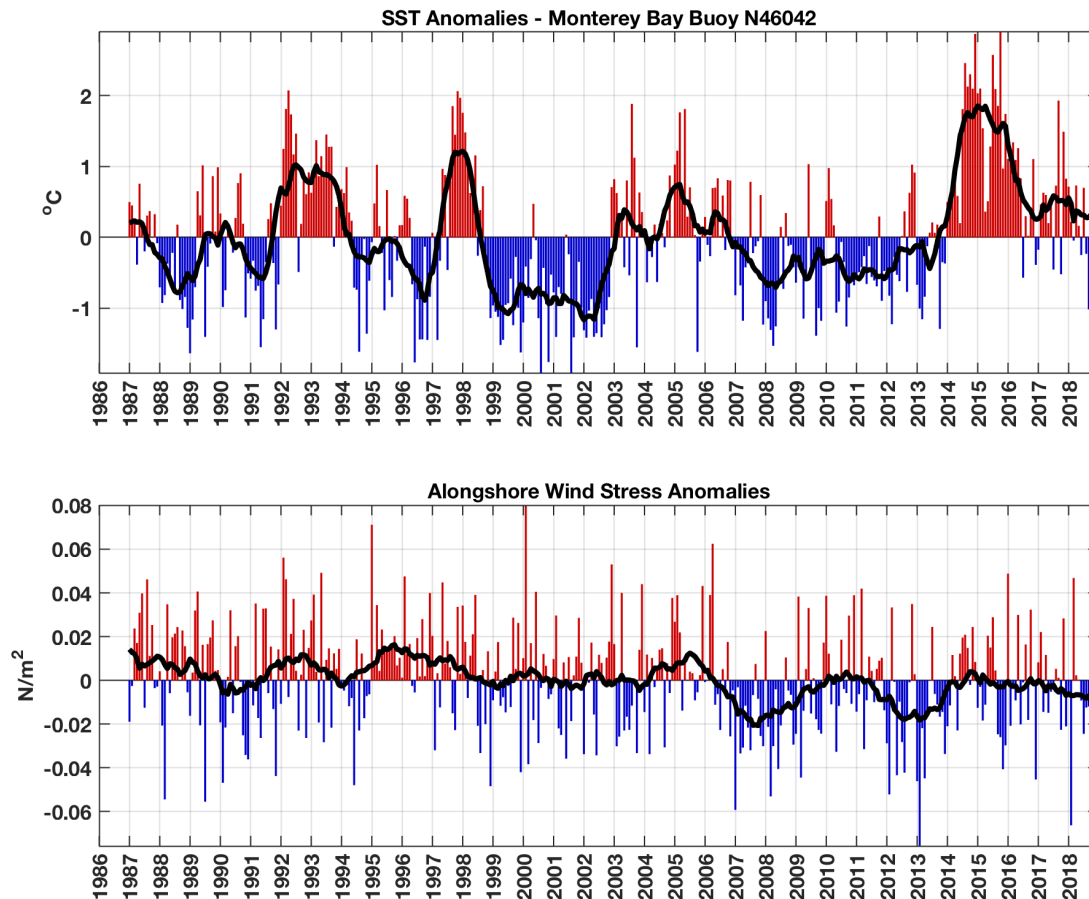 SST Anomalies - Monterey Bay Buoy N46042
ºC
2
1
0
-1
1986 1987 1988 1989 1990 1991 1992 1993 1994 1995 1996 1997 1998 1999 2000 2001 2002 2003 2004 2005 2006 2007 2008 2009 2010 2011 2012 2013 2014 2015 2016 2017 2018
Alongshore Wind Stress Anomalies
N/m²
0.08
0.06
0.04
0.02
0
-0.02
-0.04
-0.06
1986 1987 1988 1989 1990 1991 1992 1993 1994 1995 1996 1997 1998 1999 2000 2001 2002 2003 2004 2005 2006 2007 2008 2009 2010 2011 2012 2013 2014 2015 2016 2017 2018